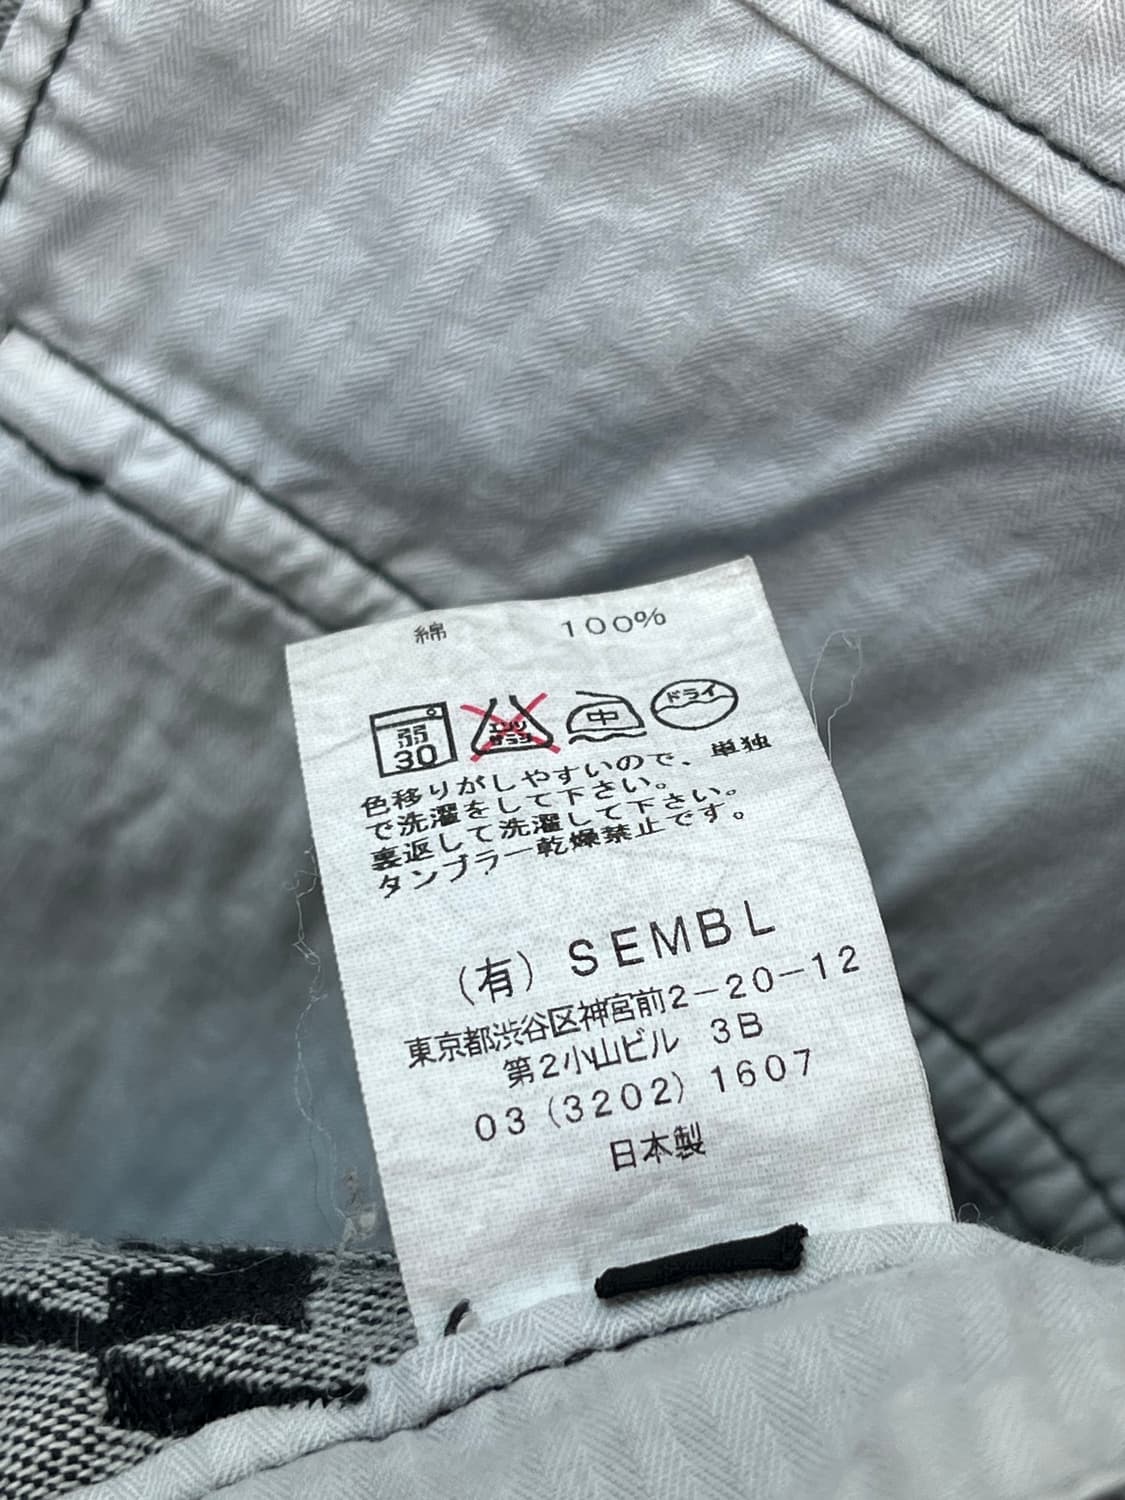 綿 100%
弱 30 エンソ サラシ 中 ドライ
色移りがしやすいので、単独
で洗濯をして下さい。
裏返して洗濯して下さい。
タンブラー乾燥禁止です。
(有) SEMBL
東京都渋谷区神宮前2-20-12
第2小山ビル 3B
03(3202)1607
日本製